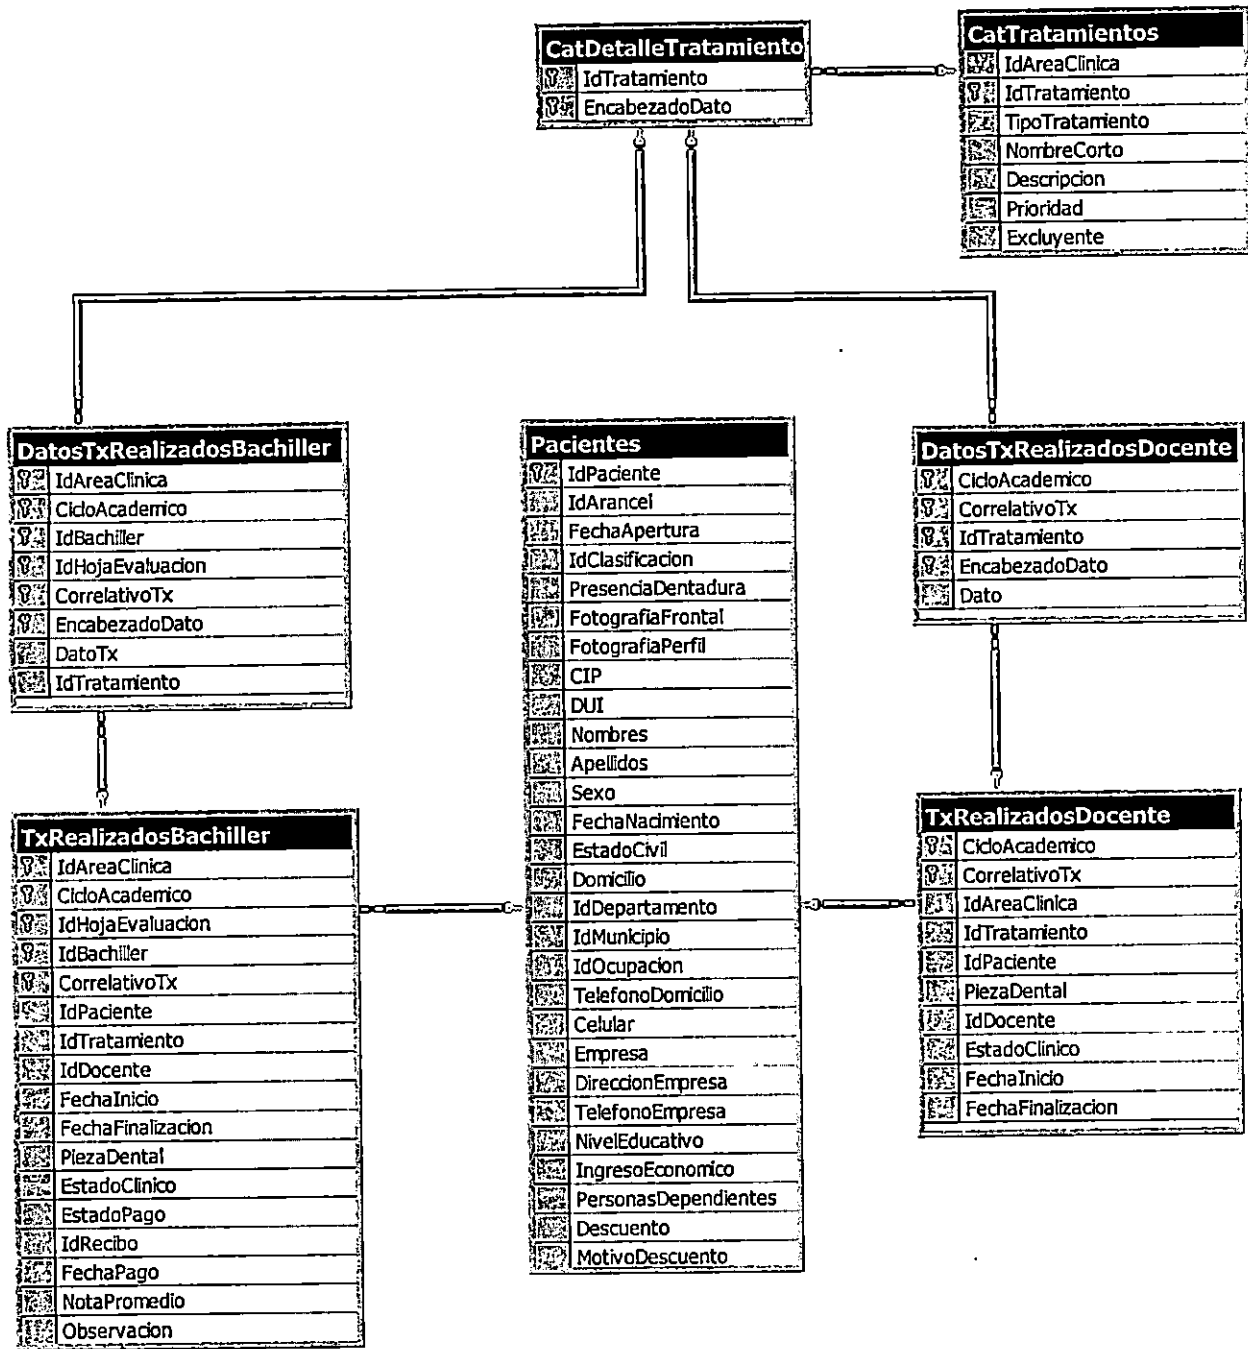 CatDetalleTratamiento
IdTratamiento
EncabezadoDato
CatTratamientos
IdAreaClinica
IdTratamiento
TipoTratamiento
NombreCorto
Descripcion
Prioridad
Excluyente
DatosTxRealizadosBachiller
IdAreaClinica
CicloAcademico
IdBachiller
IdHojaEvaluacion
CorrelativoTx
EncabezadoDato
DatoTx
IdTratamiento
Pacientes
IdPaciente
IdArancel
FechaApertura
IdClasificacion
PresenciaDentadura
FotografiaFrontal
FotografiaPerfil
CIP
DUI
Nombres
Apellidos
Sexo
FechaNacimiento
EstadoCivil
Domicilio
IdDepartamento
IdMunicipio
IdOcupacion
TelefonoDomicilio
Celular
Empresa
DireccionEmpresa
TelefonoEmpresa
NivelEducativo
IngresoEconomico
PersonasDependientes
Descuento
MotivoDescuento
DatosTxRealizadosDocente
CicloAcademico
CorrelativoTx
IdTratamiento
EncabezadoDato
Dato
TxRealizadosBachiller
IdAreaClinica
CicloAcademico
IdHojaEvaluacion
IdBachiller
CorrelativoTx
IdPaciente
IdTratamiento
IdDocente
FechaInicio
FechaFinalizacion
PiezaDental
EstadoClinico
EstadoPago
IdRecibo
FechaPago
NotaPromedio
Observacion
TxRealizadosDocente
CicloAcademico
CorrelativoTx
IdAreaClinica
IdTratamiento
IdPaciente
PiezaDental
IdDocente
EstadoClinico
FechaInicio
FechaFinalizacion